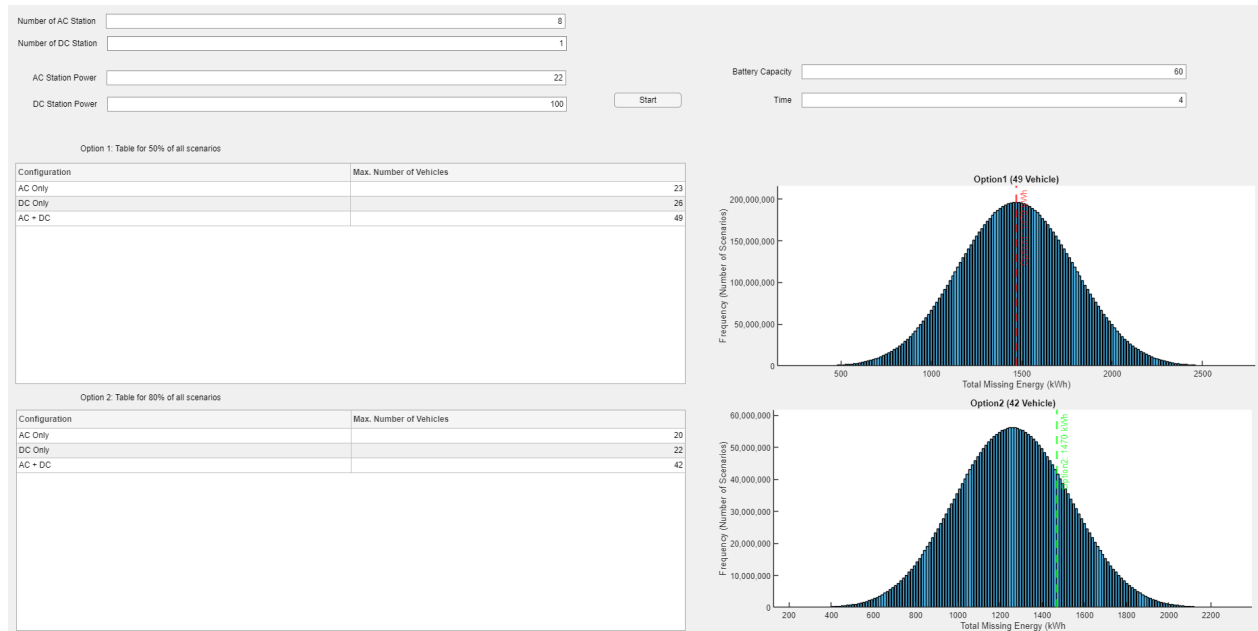 Number of AC Station 8
Number of DC Station 1
AC Station Power 22
DC Station Power 100
Start
Battery Capacity 60
Time 4
Option 1: Table for 50% of all scenarios
Configuration Max. Number of Vehicles
AC Only 23
DC Only 26
AC + DC 49
Option 2: Table for 80% of all scenarios
Configuration Max. Number of Vehicles
AC Only 20
DC Only 22
AC + DC 42
Option1 (49 Vehicle)
Frequency (Number of Scenarios)
200,000,000
150,000,000
100,000,000
50,000,000
0
500 1000 1500 2000 2500
Total Missing Energy (kWh)
Option2 (42 Vehicle)
Frequency (Number of Scenarios)
60,000,000
50,000,000
40,000,000
30,000,000
20,000,000
10,000,000
0
1470 kWh
200 400 600 800 1000 1200 1400 1600 1800 2000 2200
Total Missing Energy (kWh